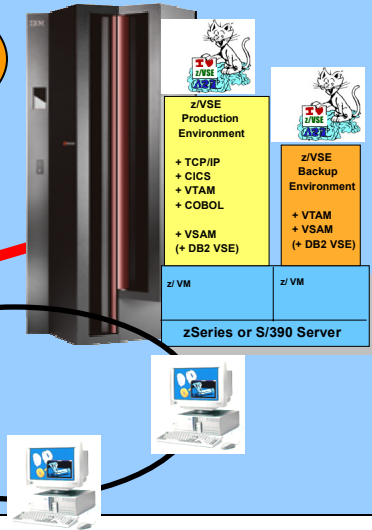 IBM
I ♥
z/VSE
I ♥
z/VSE
z/VSE
Production
Environment
+ TCP/IP
+ CICS
+ VTAM
+ COBOL
+ VSAM
(+ DB2 VSE)
z/VSE
Backup
Environment
+ VTAM
+ VSAM
(+ DB2 VSE)
z/ VM
z/ VM
zSeries or S/390 Server